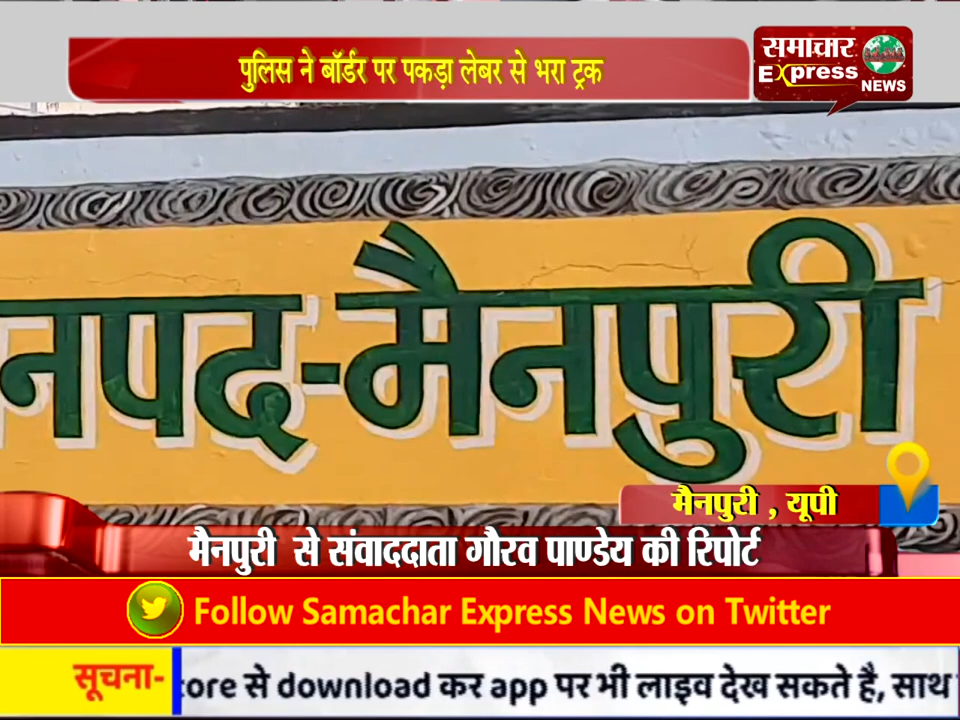 पुलिस ने बॉर्डर पर पकड़ा लेबर से भरा ट्रक
समाचार
Express
NEWS
नपद-मैनपुरी
मैनपुरी , यूपी
मैनपुरी से संवाददाता गौरव पाण्डेय की रिपोर्ट
Follow Samachar Express News on Twitter
सूचना- tore से download कर app पर भी लाइव देख सकते है, साथ